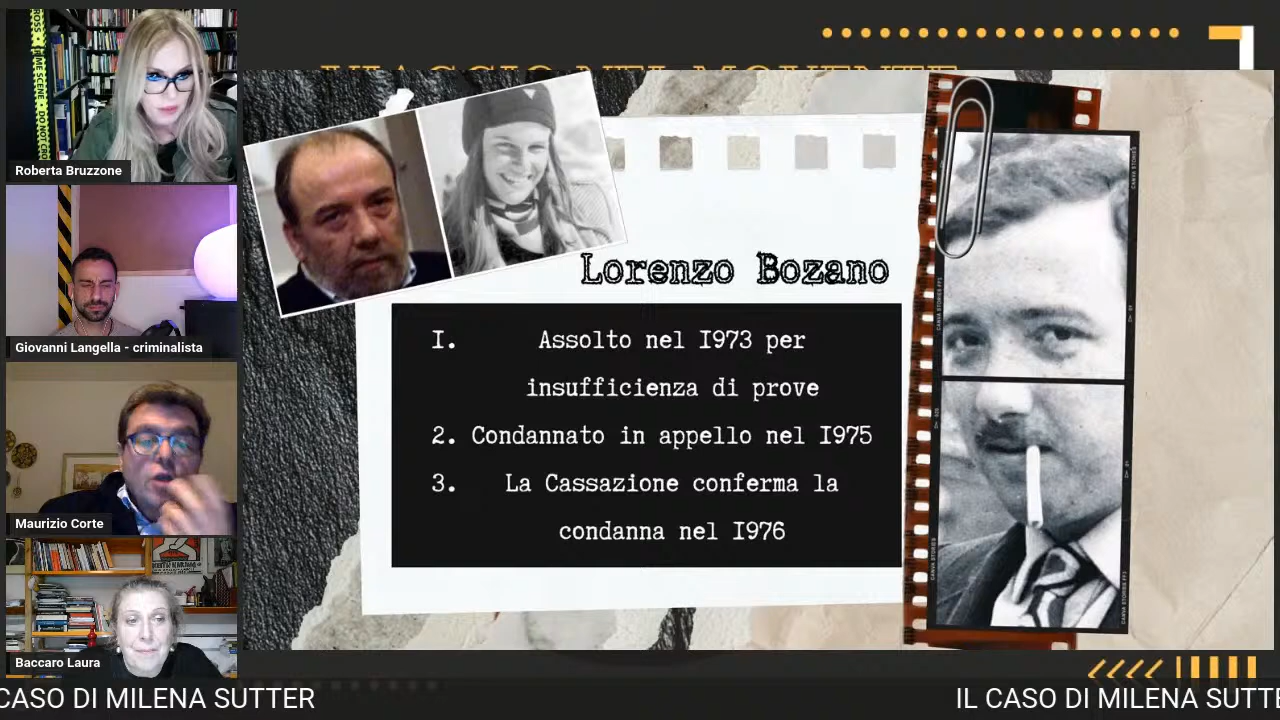 Roberta Bruzzone
Giovanni Langella - criminalista
Maurizio Corte
Baccaro Laura
Lorenzo Bozano
I. Assolto nel I973 per
insufficienza di prove
2. Condannato in appello nel I975
3. La Cassazione conferma la
condanna nel I976
CASO DI MILENA SUTTER
IL CASO DI MILENA SUTTE